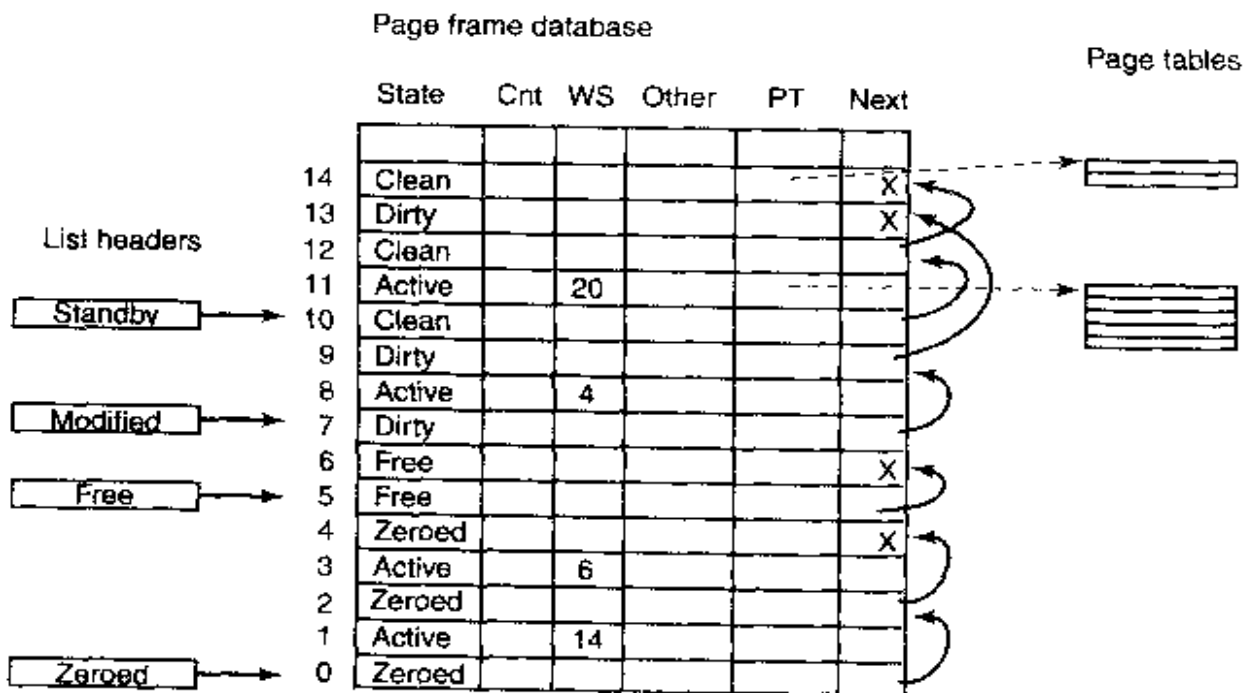 Page frame database
Page tables
State Cnt WS Other PT Next
14 Clean X
13 Dirty X
List headers
12 Clean
11 Active 20
Standby 10 Clean
9 Dirty
8 Active 4
Modified 7 Dirty
6 Free X
Free 5 Free
4 Zeroed X
3 Active 6
2 Zeroed
1 Active 14
Zeroed 0 Zeroed